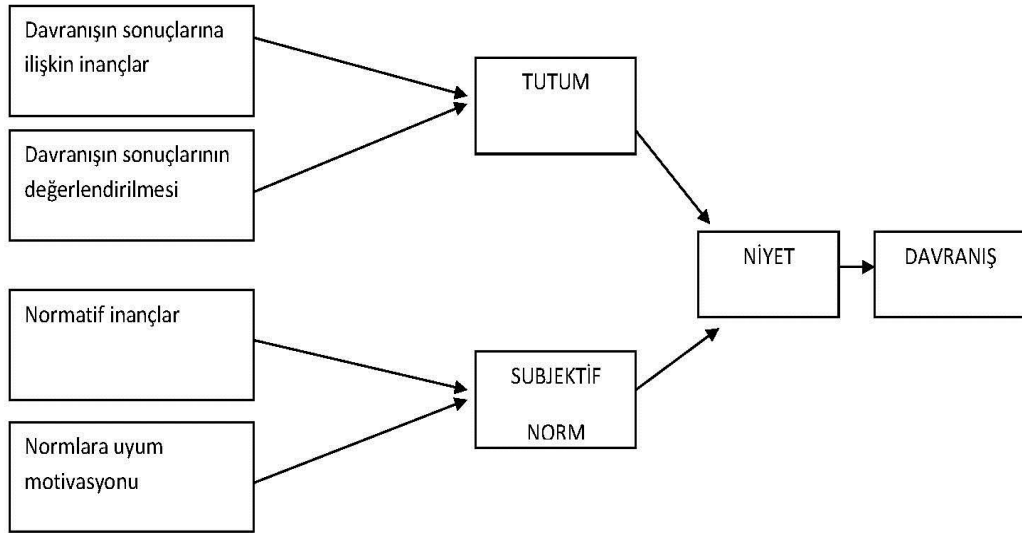 Davranışın sonuçlarına
ilişkin inançlar
TUTUM
Davranışın sonuçlarının
değerlendirilmesi
NİYET
DAVRANIŞ
Normatif inançlar
SUBJEKTİF
NORM
Normlara uyum
motivasyonu